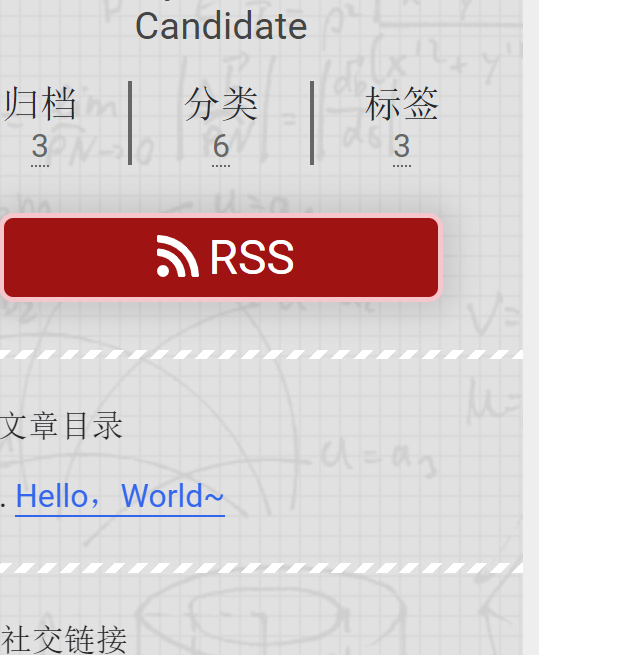 Candidate
归档 分类 标签
3 6 3
RSS
文章目录
. Hello，World~
社交链接